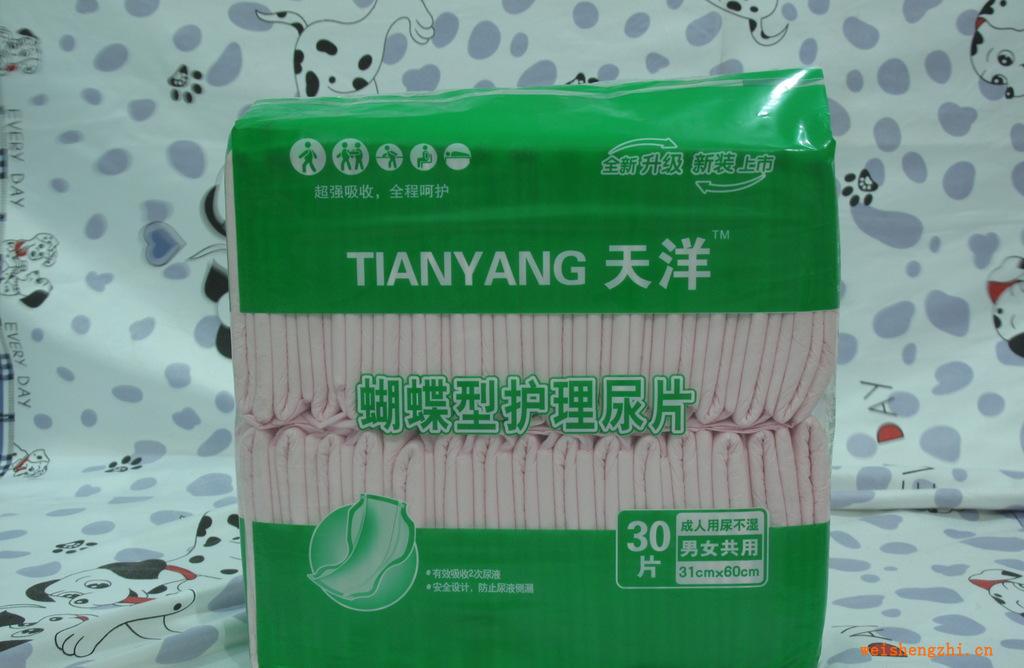 全新升级 新装上市
超强吸收，全程呵护
TIANYANG 天洋™
蝴蝶型护理尿片
30片
成人用尿不湿
男女共用
31cm×60cm
•有效吸收2次尿液
•安全设计，防止尿液侧漏
EVERY DAY
EVERY DAY
DAY
weishengzhi.cn